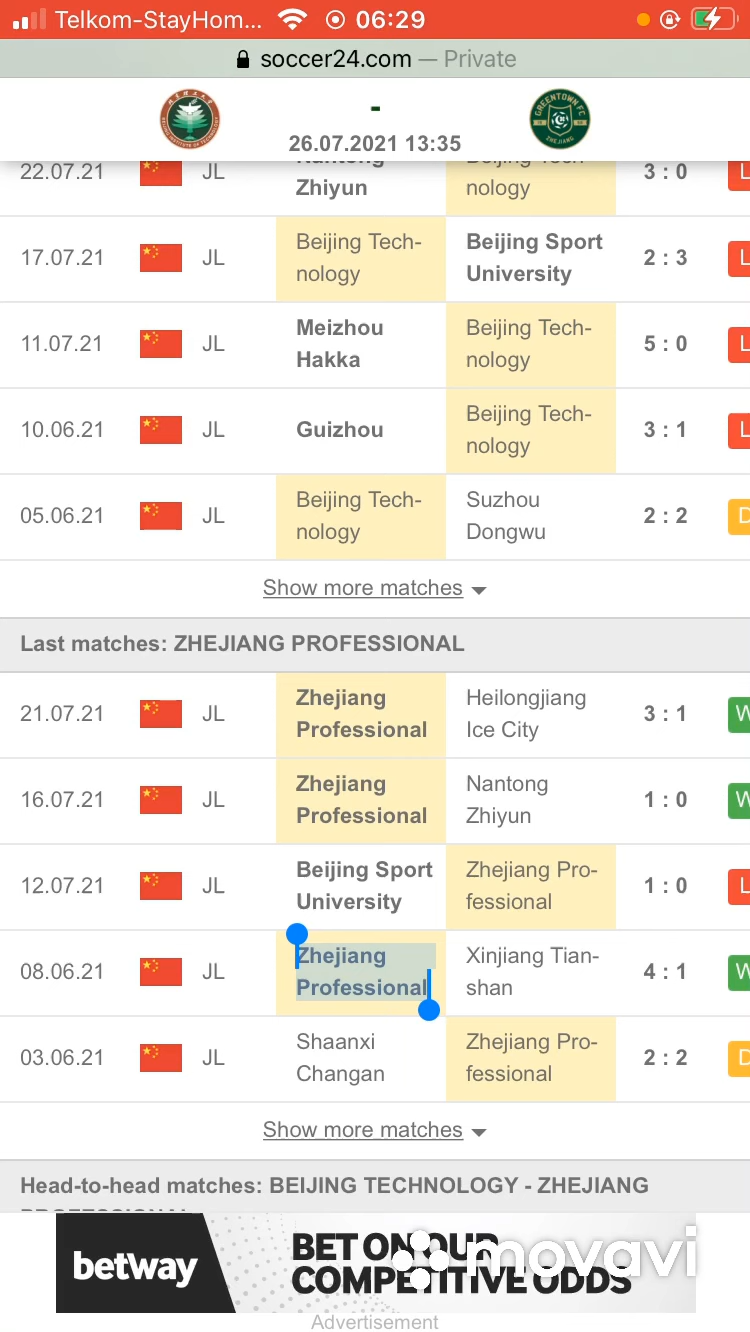 Telkom-StayHom... 06:29
soccer24.com — Private
-
26.07.2021 13:35
GREENTOWN FC
ZHEJIANG
22.07.21 JL Nantong Zhiyun Beijing Tech-nology 3 : 0 L
17.07.21 JL Beijing Tech-nology Beijing Sport University 2 : 3 L
11.07.21 JL Meizhou Hakka Beijing Tech-nology 5 : 0 L
10.06.21 JL Guizhou Beijing Tech-nology 3 : 1 L
05.06.21 JL Beijing Tech-nology Suzhou Dongwu 2 : 2 D
Show more matches
Last matches: ZHEJIANG PROFESSIONAL
21.07.21 JL Zhejiang Professional Heilongjiang Ice City 3 : 1 W
16.07.21 JL Zhejiang Professional Nantong Zhiyun 1 : 0 W
12.07.21 JL Beijing Sport University Zhejiang Pro-fessional 1 : 0 L
08.06.21 JL Zhejiang Professional Xinjiang Tian-shan 4 : 1 W
03.06.21 JL Shaanxi Changan Zhejiang Pro-fessional 2 : 2 D
Show more matches
Head-to-head matches: BEIJING TECHNOLOGY - ZHEJIANG
PROFESSIONAL
betway
BET ON OUR
COMPETITIVE ODDS
movavi
Advertisement